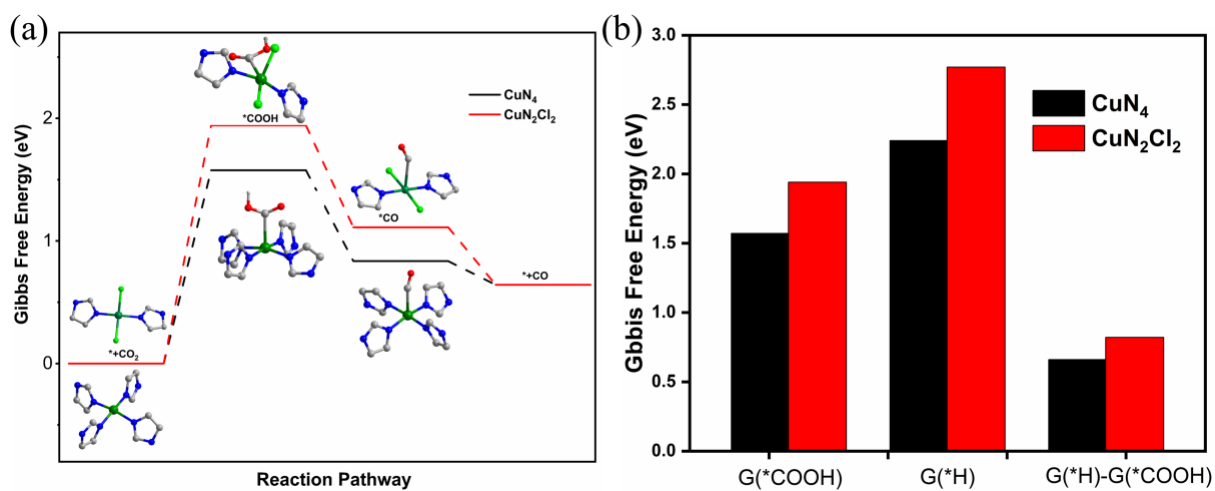 (a)
Gibbs Free Energy (eV)
2
1
0
*COOH
CuN4
CuN2Cl2
*CO
*+CO
*+CO2
Reaction Pathway
(b)
Gbbis Free Energy (eV)
3.0
2.5
2.0
1.5
1.0
0.5
0.0
CuN4
CuN2Cl2
G(*COOH)
G(*H)
G(*H)-G(*COOH)